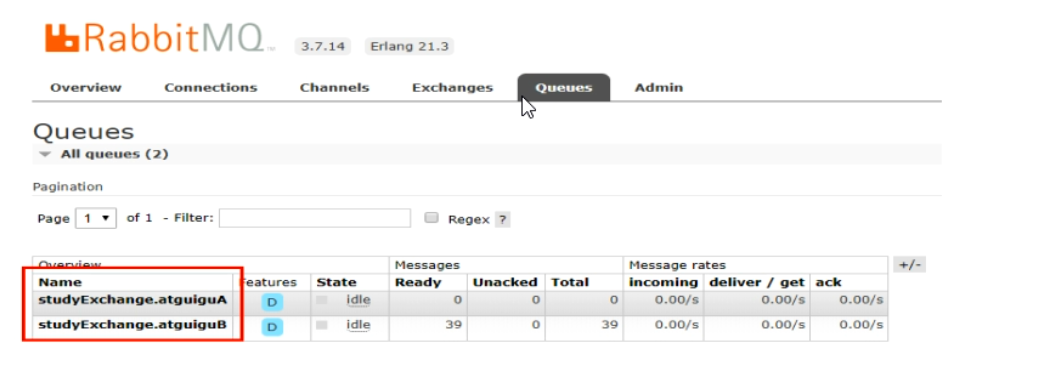 RabbitMQ 3.7.14 Erlang 21.3
Overview Connections Channels Exchanges Queues Admin
Queues
▼ All queues (2)
Pagination
Page 1 ▼ of 1 - Filter: Regex ?
Overview Messages Message rates +/-
Name Features State Ready Unacked Total incoming deliver / get ack
studyExchange.atguiguA D idle 0 0 0 0.00/s 0.00/s 0.00/s
studyExchange.atguiguB D idle 39 0 39 0.00/s 0.00/s 0.00/s